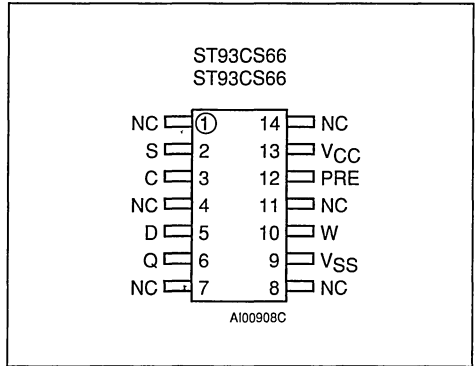 ST93CS66
ST93CS66
NC 1 14 NC
S 2 13 VCC
C 3 12 PRE
NC 4 11 NC
D 5 10 W
Q 6 9 VSS
NC 7 8 NC
AI00908C